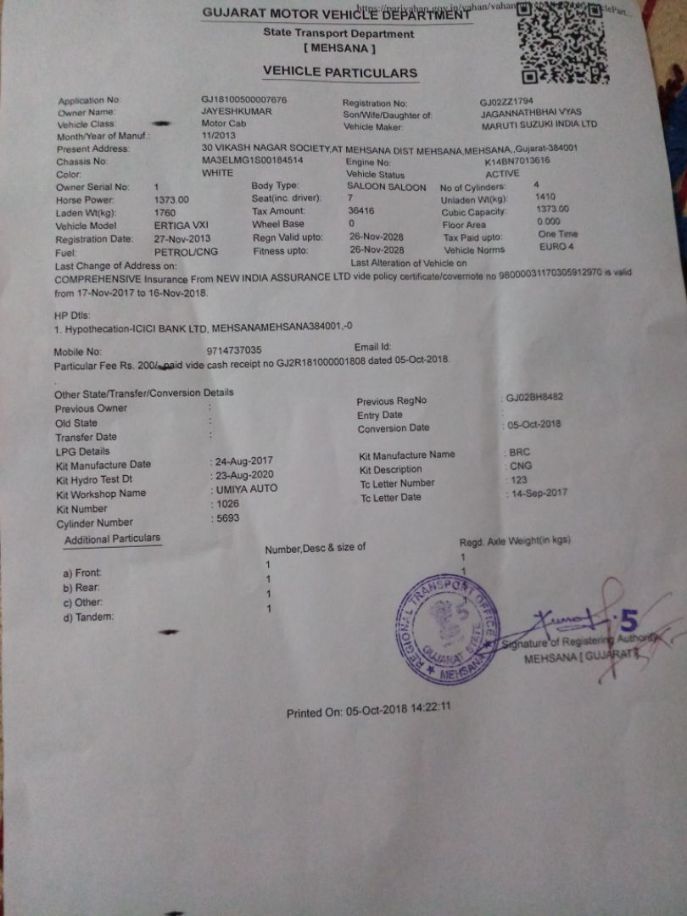 https://parivahan.gov.in/vahan/vahan
GUJARAT MOTOR VEHICLE DEPARTMENT
State Transport Department
[ MEHSANA ]
VEHICLE PARTICULARS
Application No: GJ18100500007676 Registration No: GJ02ZZ1794
Owner Name: JAYESHKUMAR Son/Wife/Daughter of: JAGANNATHBHAI VYAS
Vehicle Class: Motor Cab Vehicle Maker: MARUTI SUZUKI INDIA LTD
Month/Year of Manuf.: 11/2013
Present Address: 30 VIKASH NAGAR SOCIETY,AT MEHSANA DIST MEHSANA,MEHSANA,,Gujarat-384001
Chassis No: MA3ELMG1S00184514 Engine No: K14BN7013616
Color: WHITE Vehicle Status ACTIVE
Owner Serial No: 1 Body Type: SALOON SALOON No of Cylinders: 4
Horse Power: 1373.00 Seat(inc. driver): 7 Unladen Wt(kg): 1410
Laden Wt(kg): 1760 Tax Amount: 36416 Cubic Capacity: 1373.00
Vehicle Model ERTIGA VXI Wheel Base 0 Floor Area 0.000
Registration Date: 27-Nov-2013 Regn Valid upto: 26-Nov-2028 Tax Paid upto: One Time
Fuel: PETROL/CNG Fitness upto: 26-Nov-2028 Vehicle Norms EURO 4
Last Change of Address on: Last Alteration of Vehicle on
COMPREHENSIVE Insurance From NEW INDIA ASSURANCE LTD vide policy certificate/covernote no 98000031170305912970 is valid
from 17-Nov-2017 to 16-Nov-2018.
HP Dtls:
1. Hypothecation-ICICI BANK LTD, MEHSANAMEHSANA384001,-0
Mobile No: 9714737035 Email Id:
Particular Fee Rs. 200/- paid vide cash receipt no GJ2R181000001808 dated 05-Oct-2018.
Other State/Transfer/Conversion Details
Previous Owner : Previous RegNo : GJ02BH8482
Old State : Entry Date :
Transfer Date : Conversion Date : 05-Oct-2018
LPG Details
Kit Manufacture Date : 24-Aug-2017 Kit Manufacture Name : BRC
Kit Hydro Test Dt : 23-Aug-2020 Kit Description : CNG
Kit Workshop Name : UMIYA AUTO Tc Letter Number : 123
Kit Number : 1026 Tc Letter Date : 14-Sep-2017
Cylinder Number : 5693
Additional Particulars
Number,Desc & size of Regd. Axle Weight(in kgs)
a) Front: 1 1
b) Rear: 1 1
c) Other: 1 1
d) Tandem: 1
REGIONAL TRANSPORT OFFICE
GUJARAT STATE
MEHSANA
5
Signature of Registering Authority
MEHSANA [ GUJARAT ]
Printed On: 05-Oct-2018 14:22:11